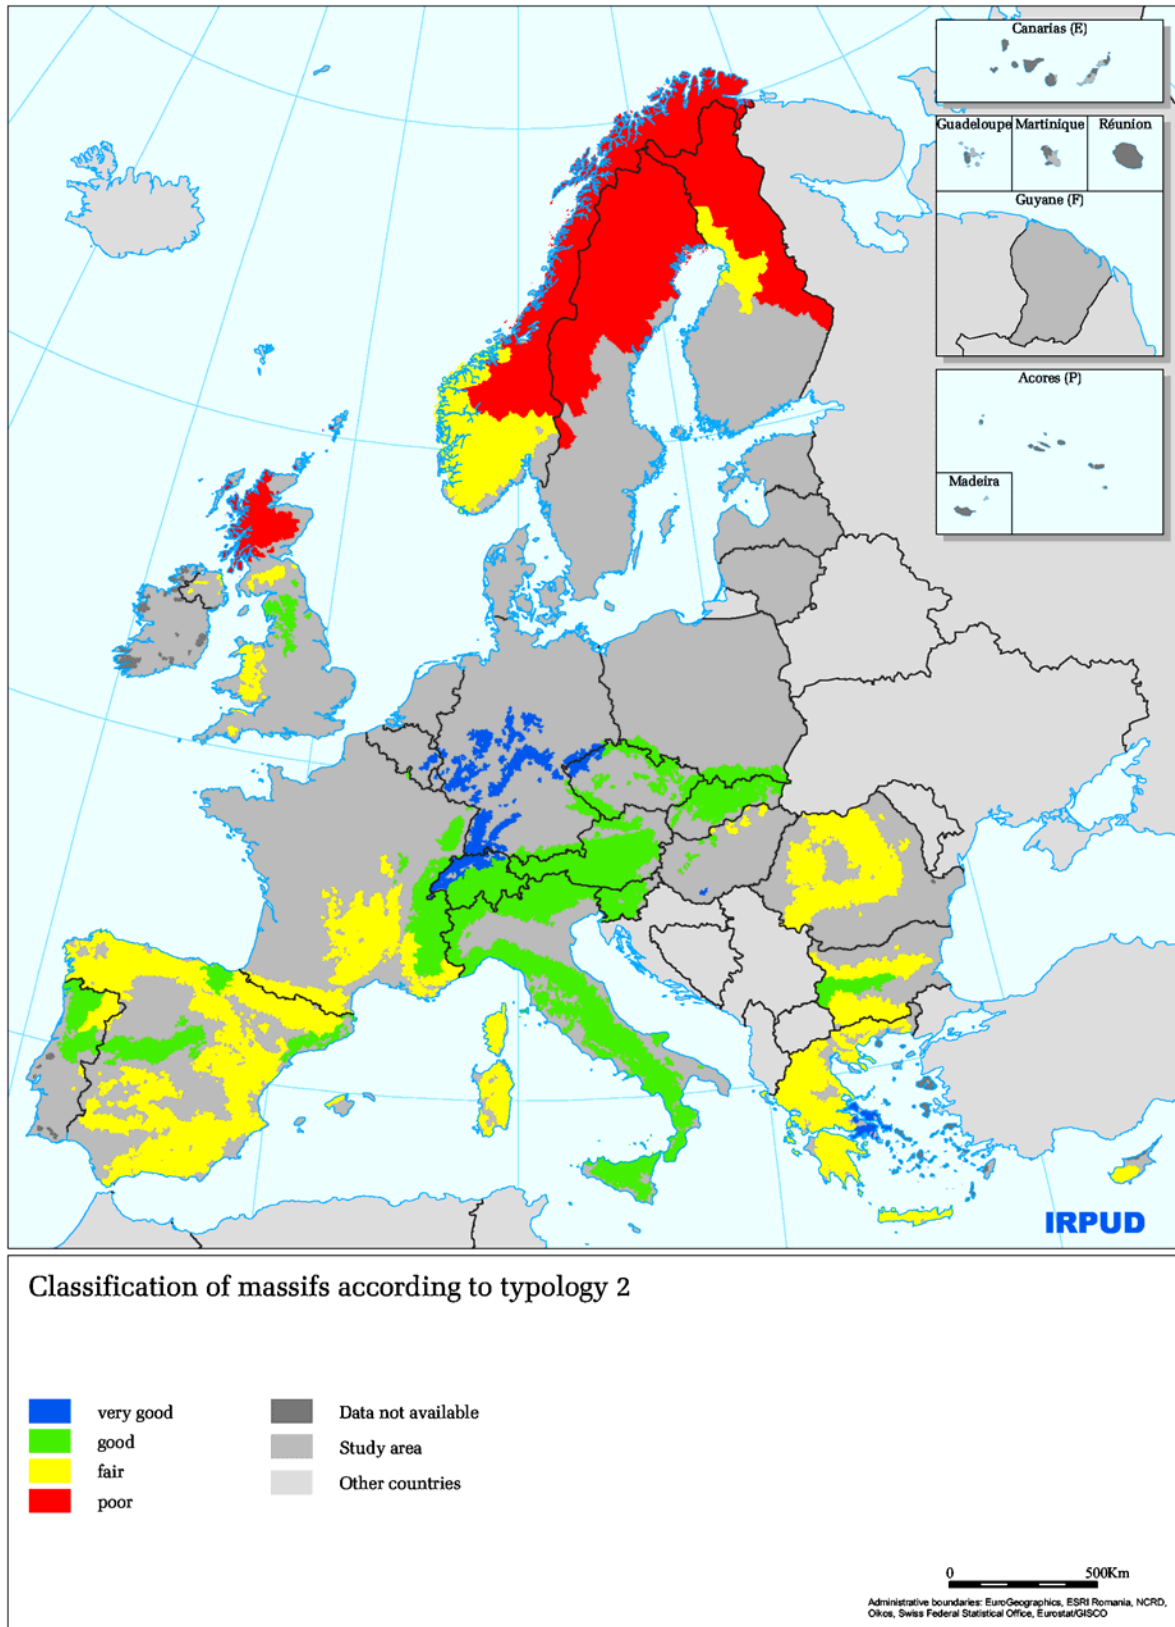 Canarias (E)
Guadeloupe Martinique Réunion
Guyane (F)
Acores (P)
Madeira
IRPUD
Classification of massifs according to typology 2
very good
good
fair
poor
Data not available
Study area
Other countries
0 500Km
Administrative boundaries: EuroGeographics, ESRI Romania, NCRD,
Oikos, Swiss Federal Statistical Office, Eurostat/GISCO